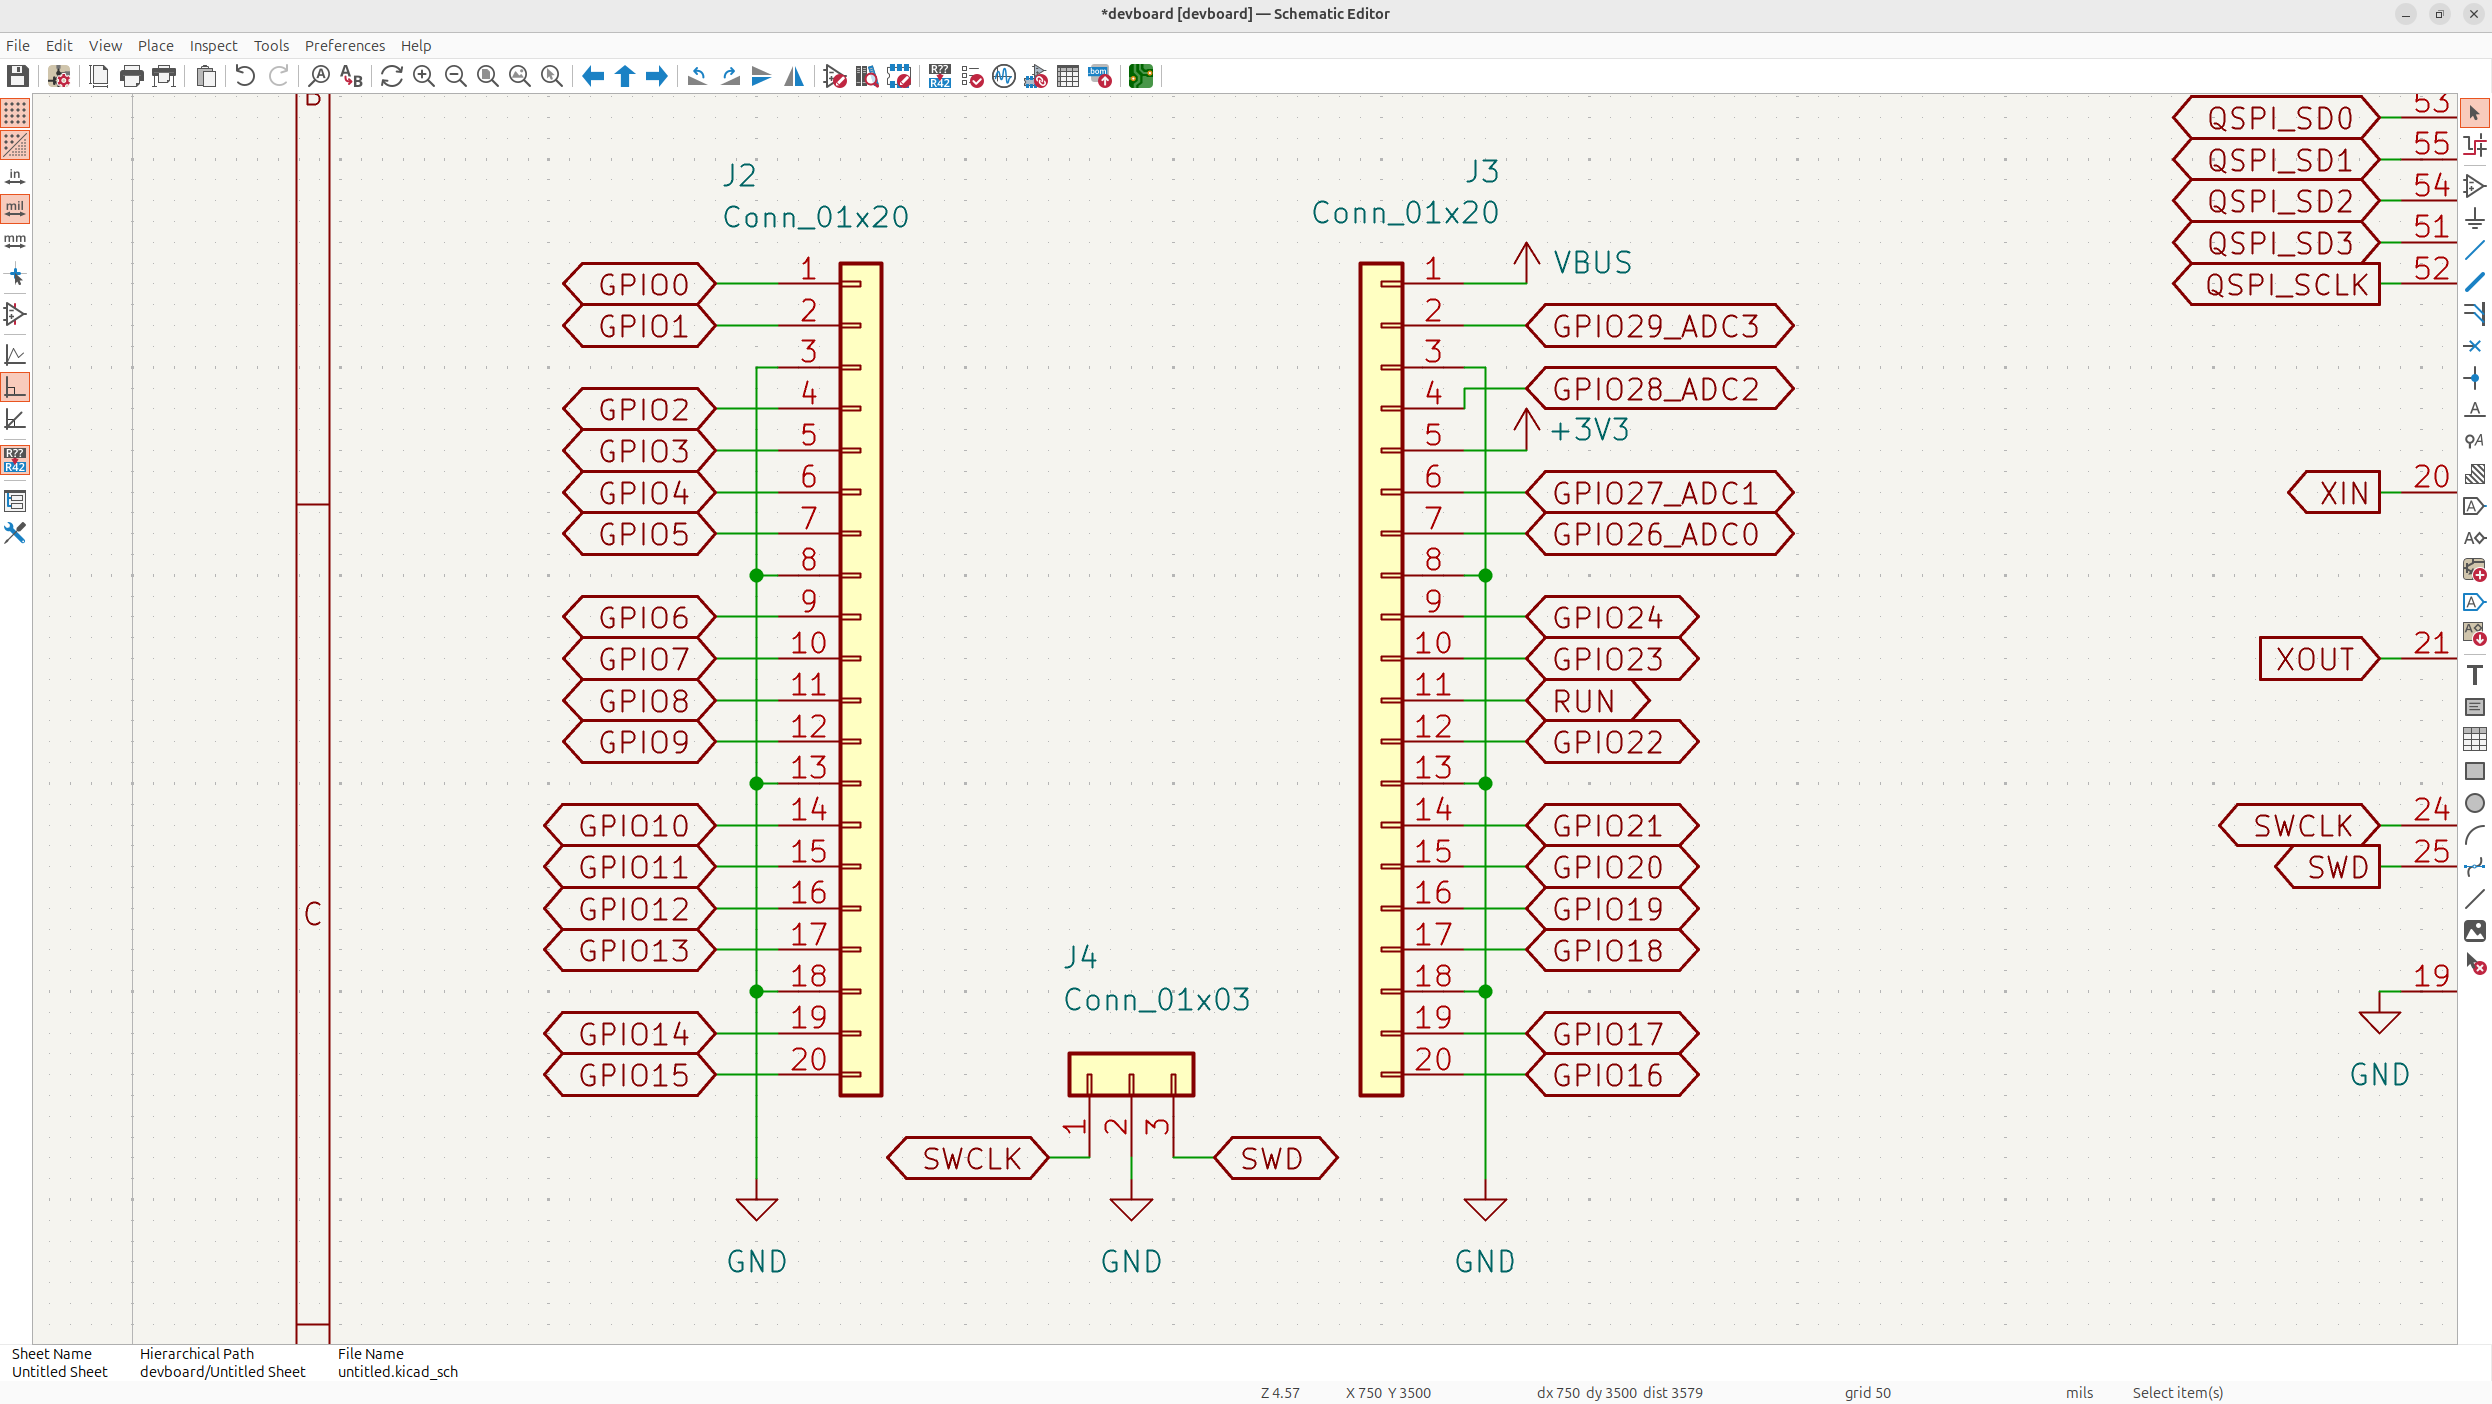 *devboard [devboard] — Schematic Editor
File Edit View Place Inspect Tools Preferences Help
in
mil
mm
R??
R42
R??
R42
.bom
B
C
J2
Conn_01x20
GPIO0 1
GPIO1 2
3
GPIO2 4
GPIO3 5
GPIO4 6
GPIO5 7
8
GPIO6 9
GPIO7 10
GPIO8 11
GPIO9 12
13
GPIO10 14
GPIO11 15
GPIO12 16
GPIO13 17
18
GPIO14 19
GPIO15 20
GND
J4
Conn_01x03
1 2 3
SWCLK SWD
GND
J3
Conn_01x20
1 VBUS
2 GPIO29_ADC3
3
4 GPIO28_ADC2
5 +3V3
6 GPIO27_ADC1
7 GPIO26_ADC0
8
9 GPIO24
10 GPIO23
11 RUN
12 GPIO22
13
14 GPIO21
15 GPIO20
16 GPIO19
17 GPIO18
18
19 GPIO17
20 GPIO16
GND
QSPI_SD0 53
QSPI_SD1 55
QSPI_SD2 54
QSPI_SD3 51
QSPI_SCLK 52
XIN 20
XOUT 21
SWCLK 24
SWD 25
19
GND
Sheet Name Hierarchical Path File Name
Untitled Sheet devboard/Untitled Sheet untitled.kicad_sch
Z 4.57 X 750 Y 3500 dx 750 dy 3500 dist 3579 grid 50 mils Select item(s)